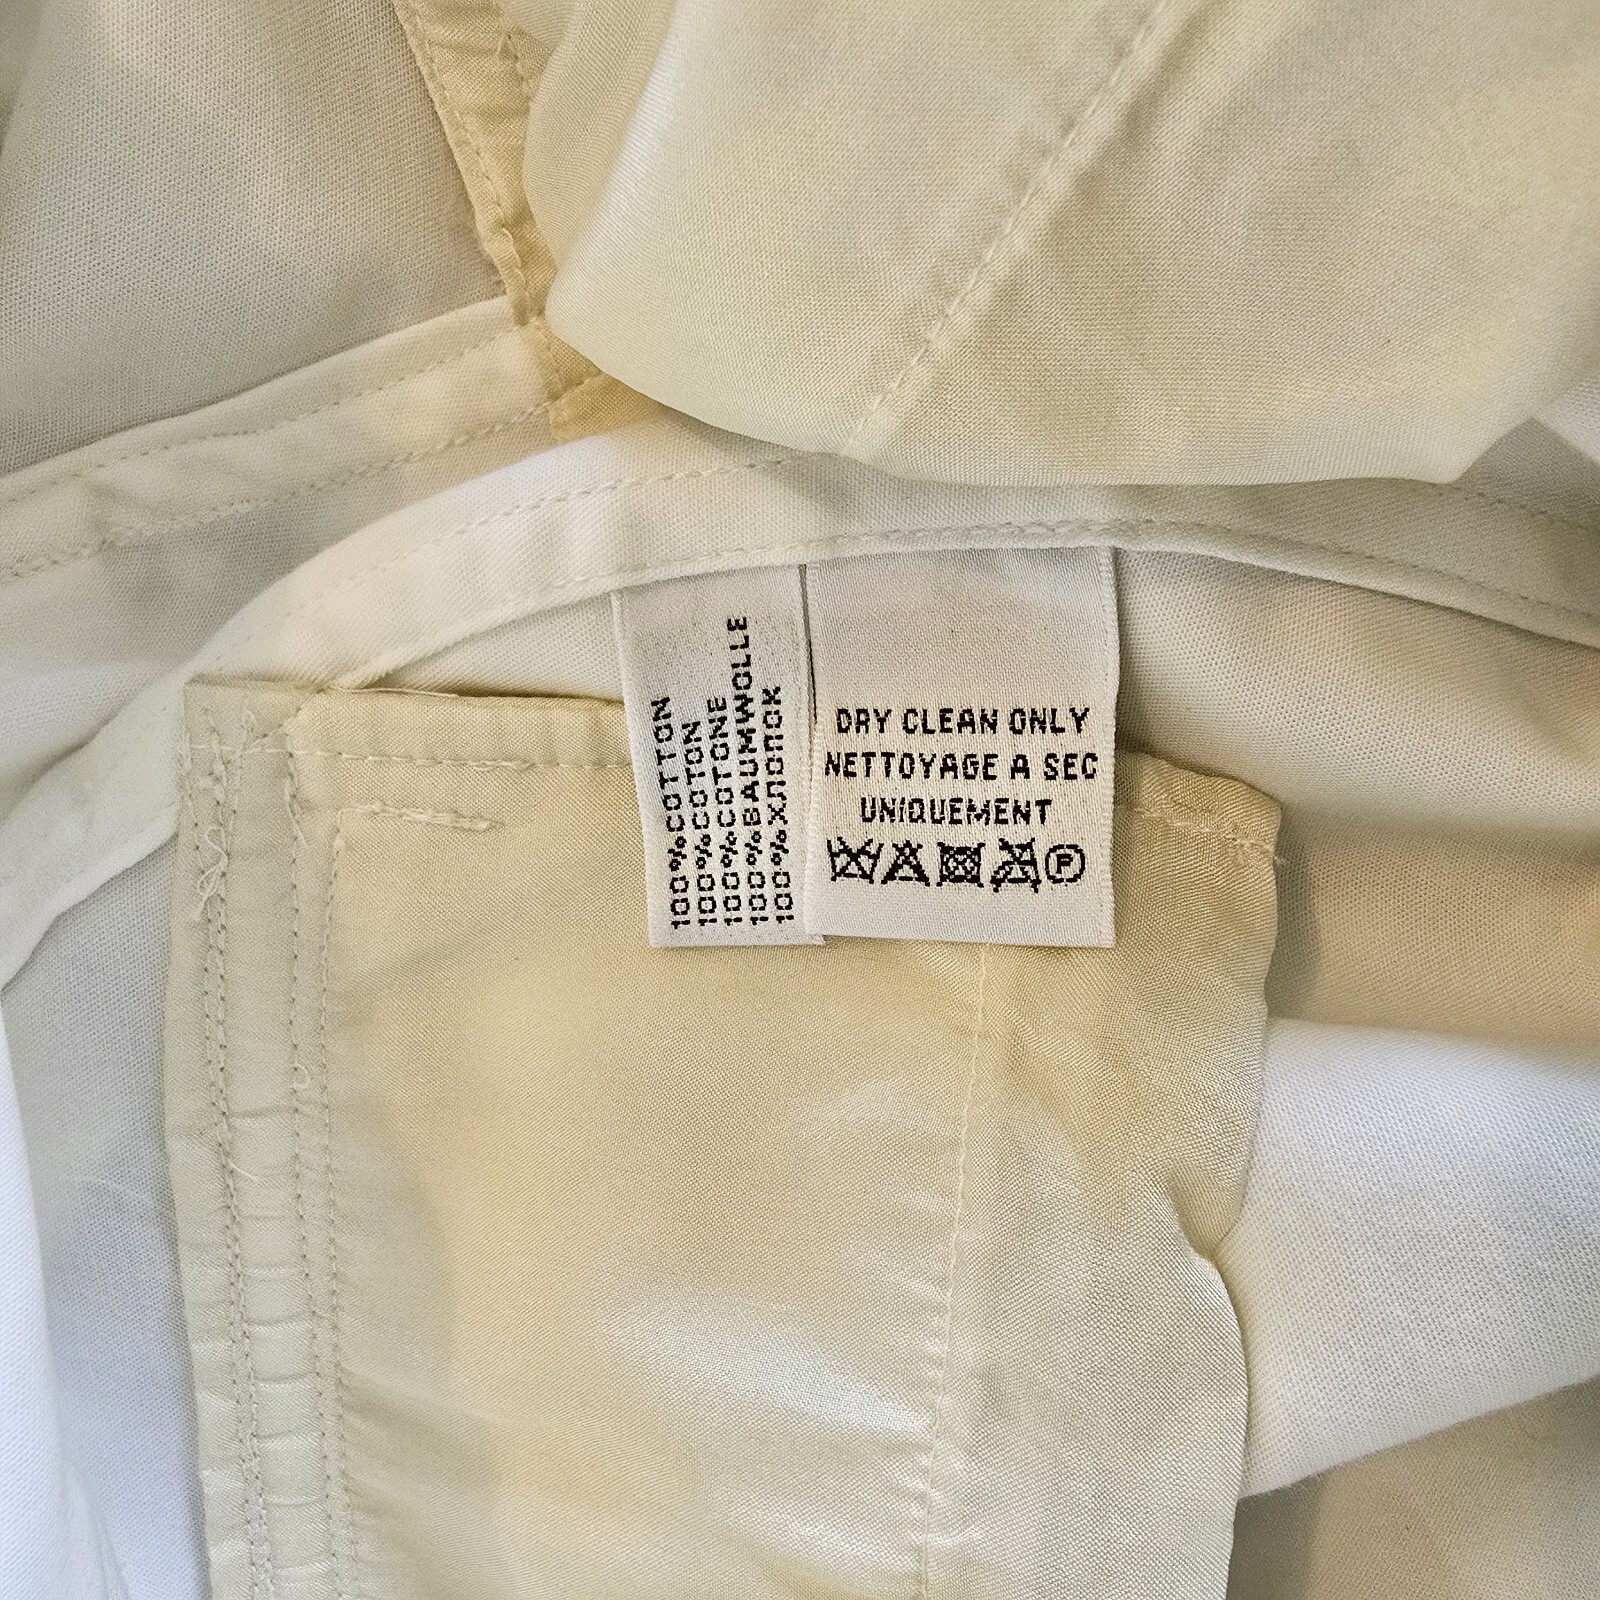 100%COTTON
100%COTON
100%COTONE
100%BAUMWOLLE
100%ХЛОПОК
DRY CLEAN ONLY
NETTOYAGE A SEC
UNIQUEMENT
P